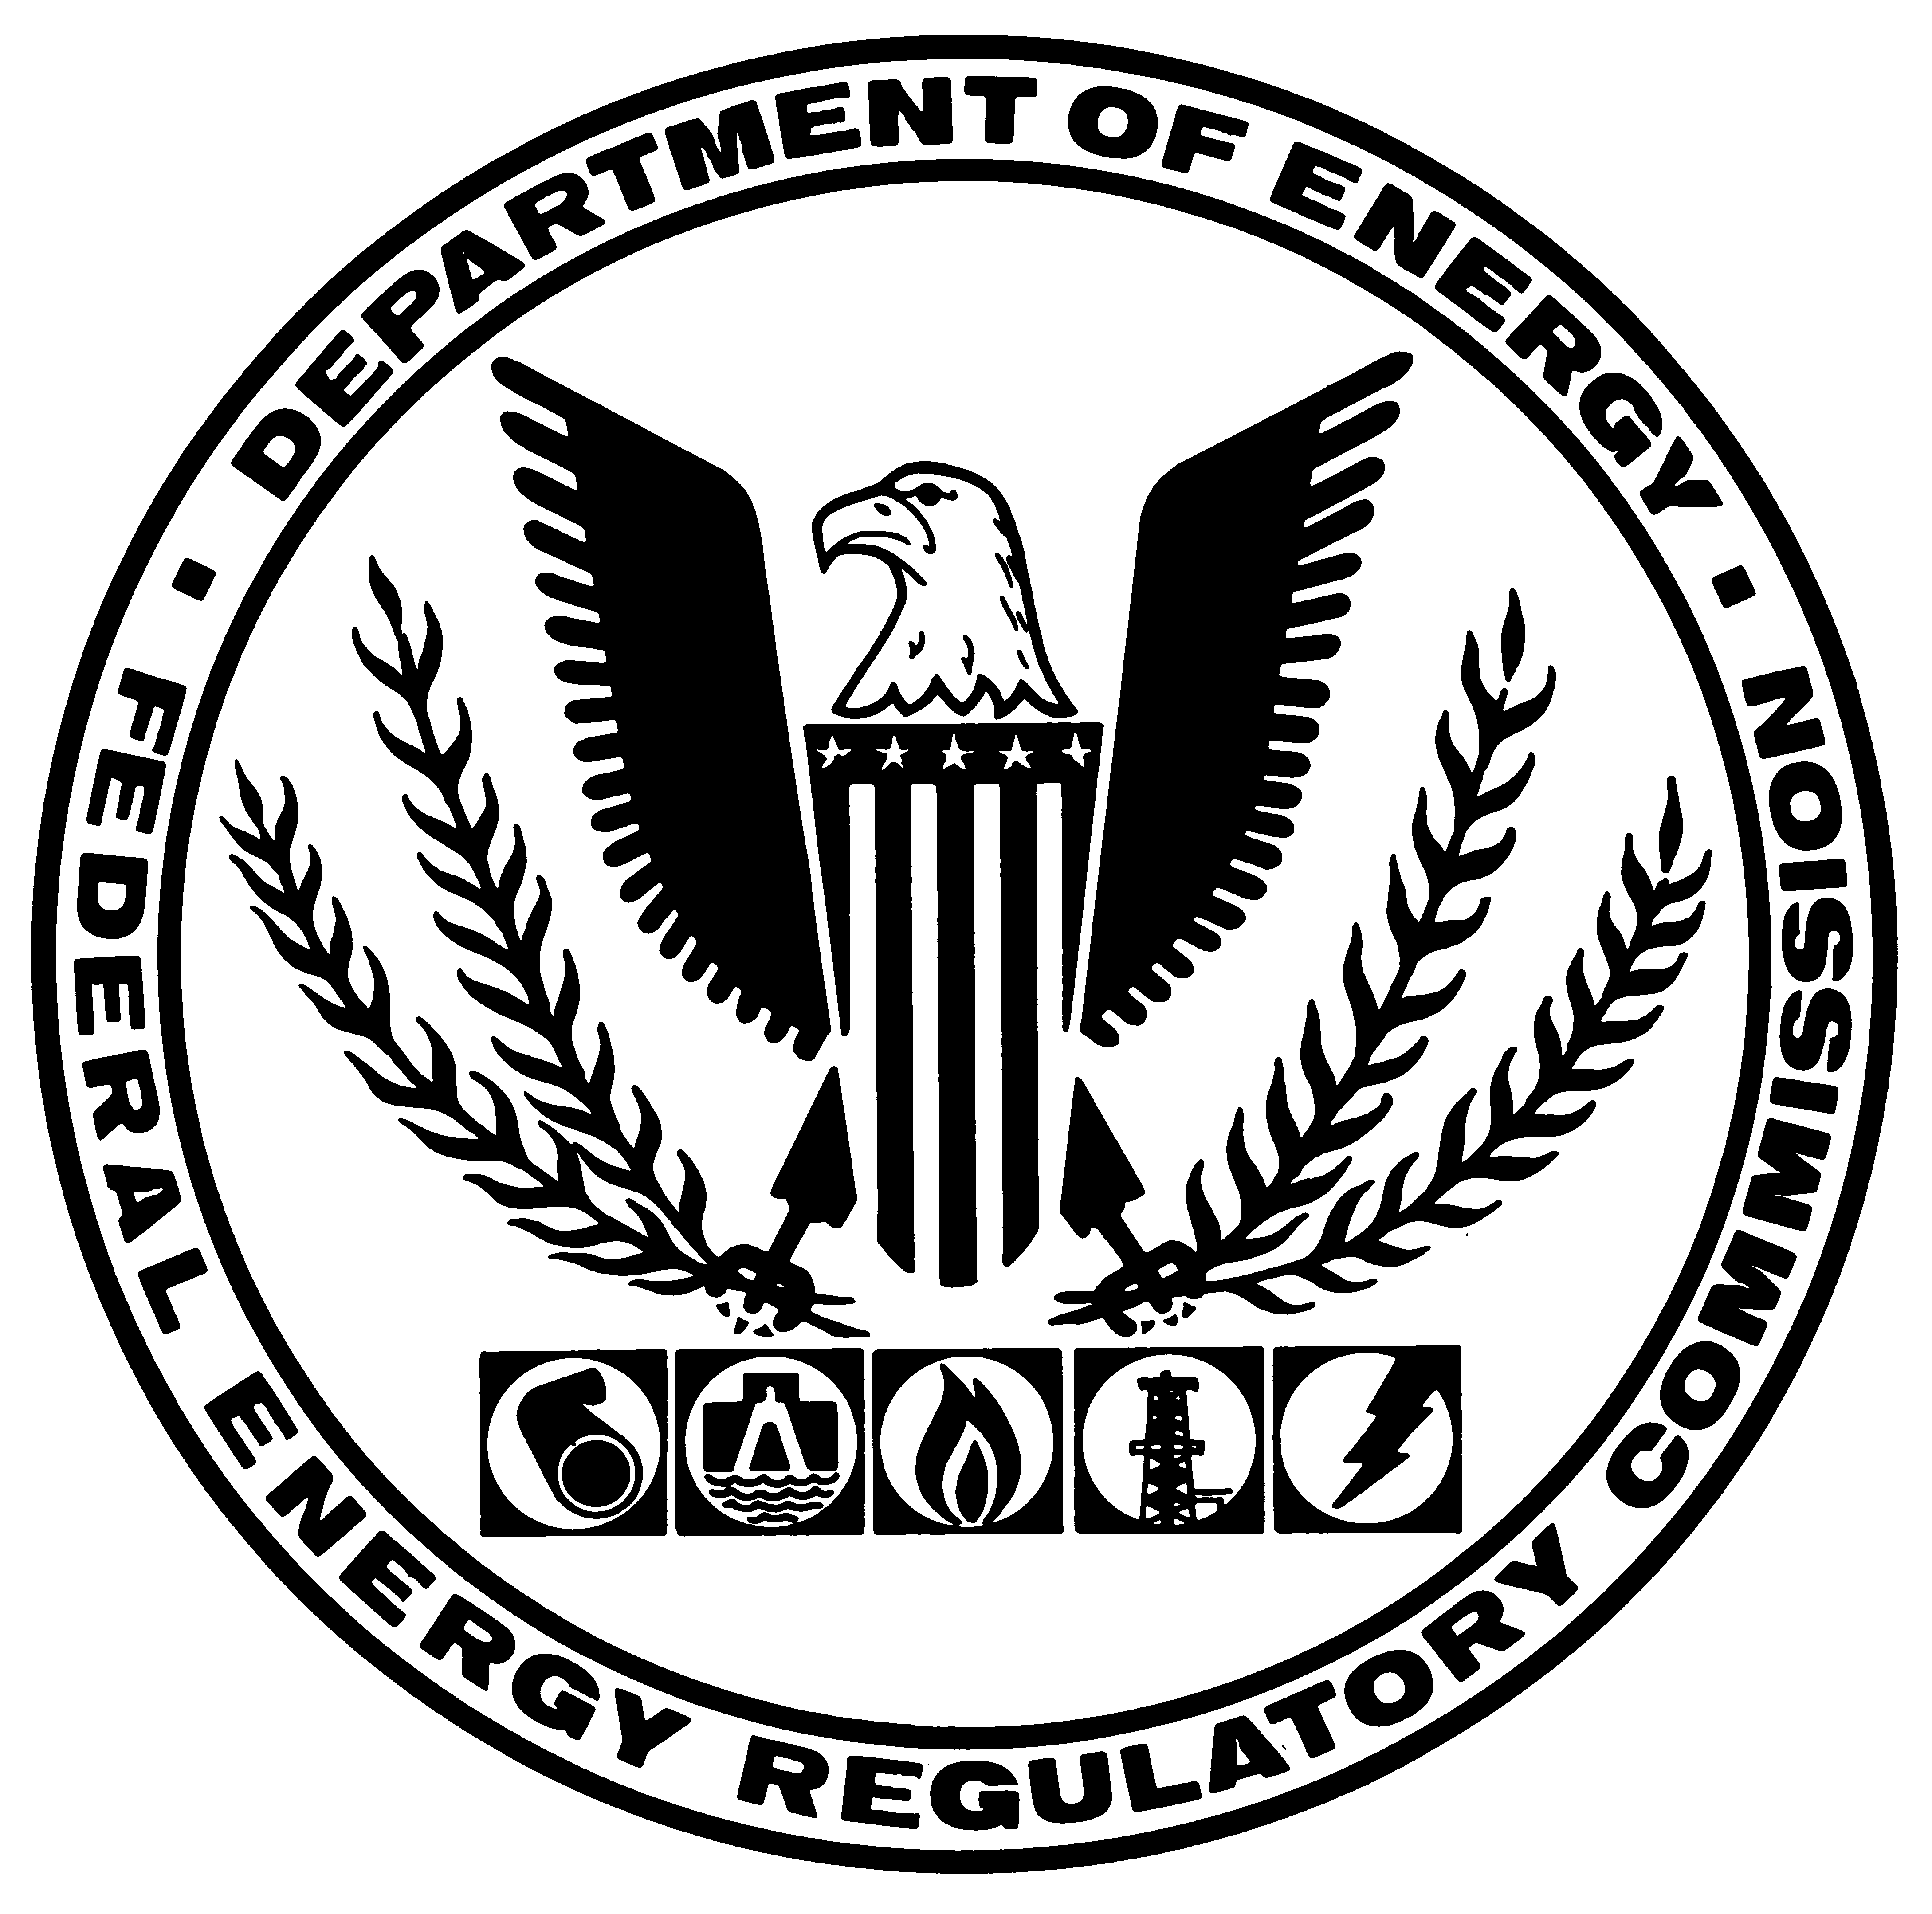 DEPARTMENT OF ENERGY
FEDERAL ENERGY REGULATORY COMMISSION